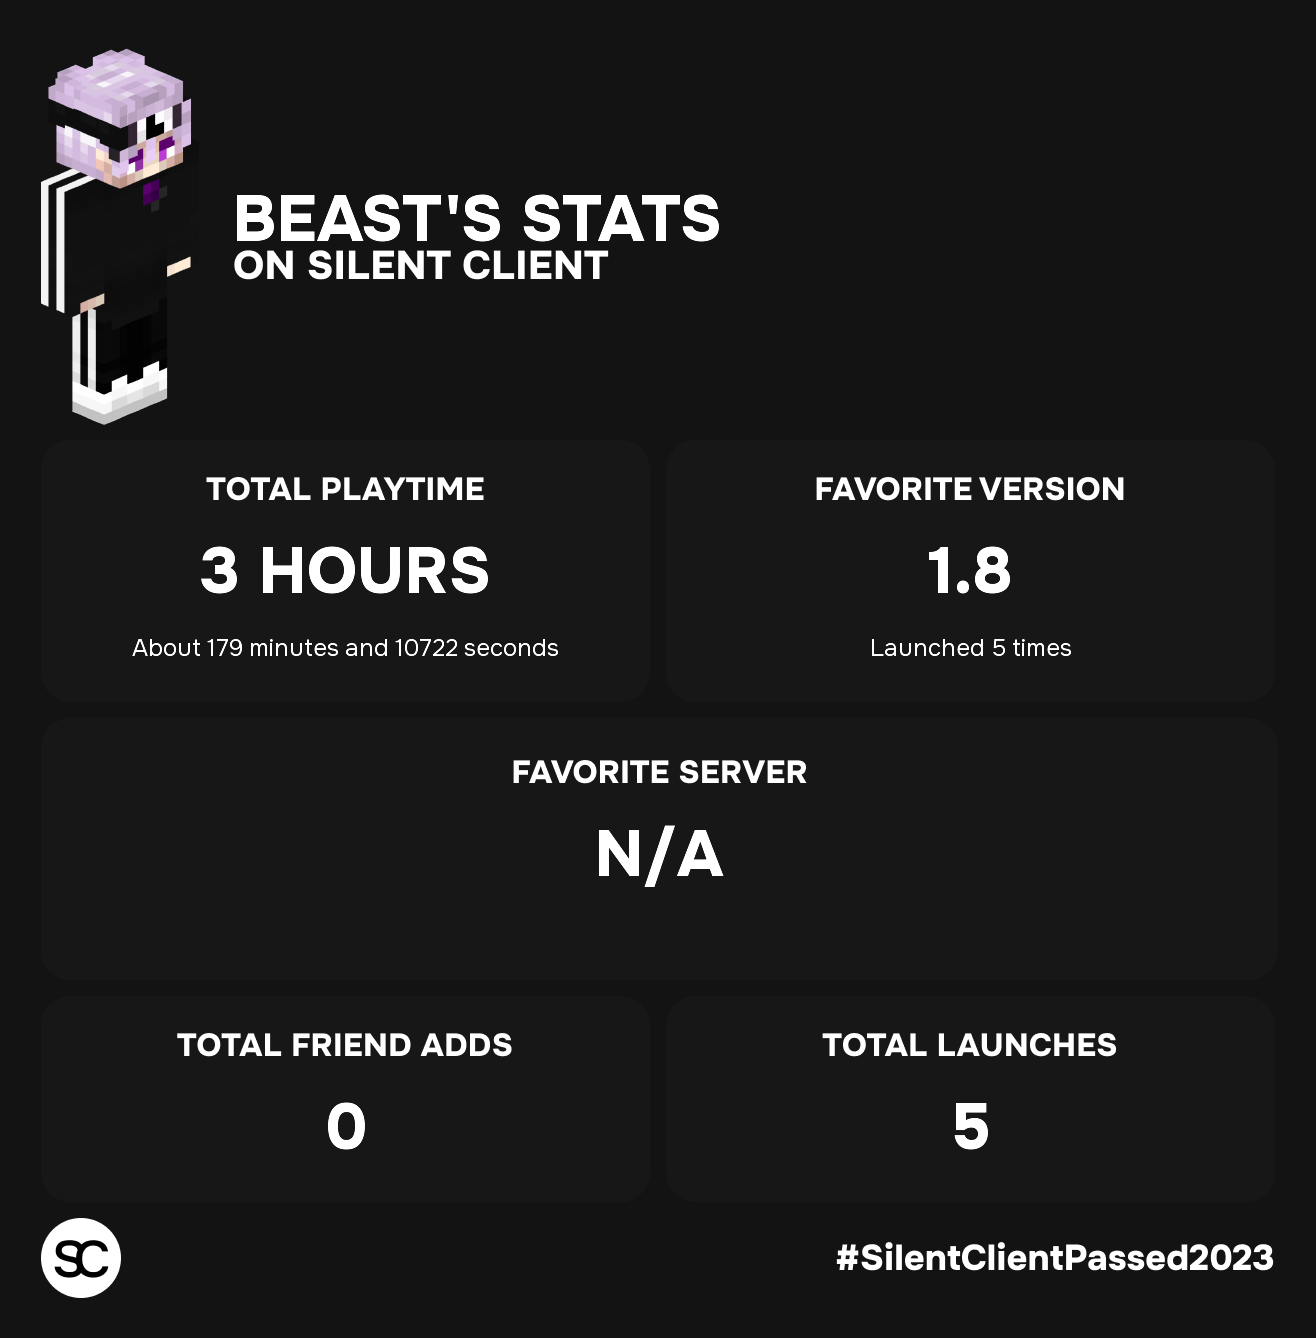 BEAST'S STATS
ON SILENT CLIENT
TOTAL PLAYTIME
3 HOURS
About 179 minutes and 10722 seconds
FAVORITE VERSION
1.8
Launched 5 times
FAVORITE SERVER
N/A
TOTAL FRIEND ADDS
0
TOTAL LAUNCHES
5
SC
#SilentClientPassed2023